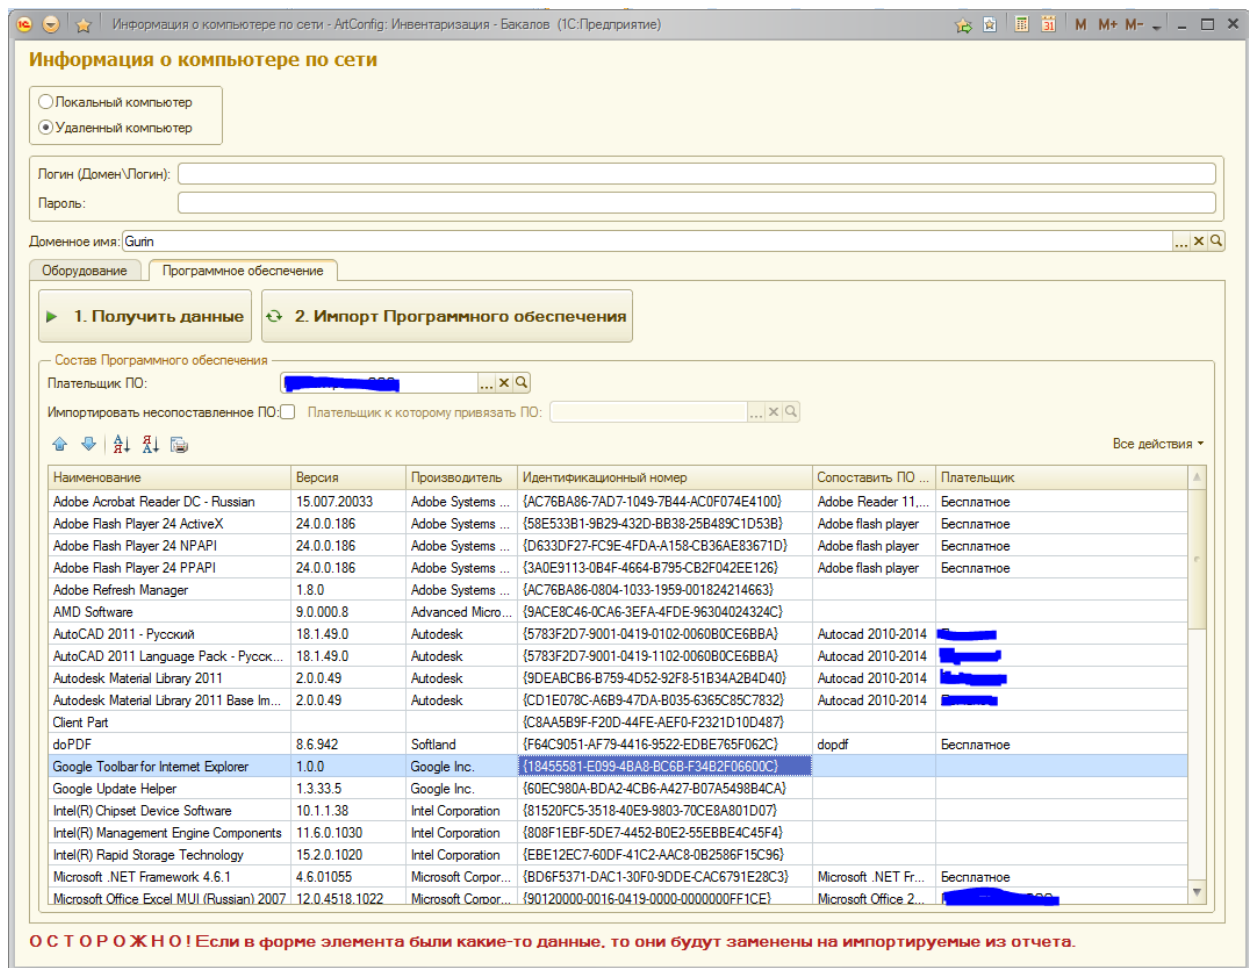 Информация о компьютере по сети - ArtConfig: Инвентаризация - Бакалов (1С:Предприятие)
31 M M+ M-
Информация о компьютере по сети
Локальный компьютер
Удаленный компьютер
Логин (Домен\Логин):
Пароль:
Доменное имя: Gurin
Оборудование Программное обеспечение
1. Получить данные 2. Импорт Программного обеспечения
Состав Программного обеспечения
Плательщик ПО:
Импортировать несопоставленное ПО: Плательщик к которому привязать ПО:
Все действия
Наименование Версия Производитель Идентификационный номер Сопоставить ПО ... Плательщик
Adobe Acrobat Reader DC - Russian 15.007.20033 Adobe Systems ... {AC76BA86-7AD7-1049-7B44-AC0F074E4100} Adobe Reader 11,... Бесплатное
Adobe Flash Player 24 ActiveX 24.0.0.186 Adobe Systems ... {58E533B1-9B29-432D-BB38-25B489C1D53B} Adobe flash player Бесплатное
Adobe Flash Player 24 NPAPI 24.0.0.186 Adobe Systems ... {D633DF27-FC9E-4FDA-A158-CB36AE83671D} Adobe flash player Бесплатное
Adobe Flash Player 24 PPAPI 24.0.0.186 Adobe Systems ... {3A0E9113-0B4F-4664-B795-CB2F042EE126} Adobe flash player Бесплатное
Adobe Refresh Manager 1.8.0 Adobe Systems ... {AC76BA86-0804-1033-1959-001824214663}
AMD Software 9.0.000.8 Advanced Micro... {9ACE8C46-0CA6-3EFA-4FDE-96304024324C}
AutoCAD 2011 - Русский 18.1.49.0 Autodesk {5783F2D7-9001-0419-0102-0060B0CE6BBA} Autocad 2010-2014
AutoCAD 2011 Language Pack - Русск... 18.1.49.0 Autodesk {5783F2D7-9001-0419-1102-0060B0CE6BBA} Autocad 2010-2014
Autodesk Material Library 2011 2.0.0.49 Autodesk {9DEABCB6-B759-4D52-92F8-51B34A2B4D40} Autocad 2010-2014
Autodesk Material Library 2011 Base Im... 2.0.0.49 Autodesk {CD1E078C-A6B9-47DA-B035-6365C85C7832} Autocad 2010-2014
Client Part {C8AA5B9F-F20D-44FE-AEF0-F2321D10D487}
doPDF 8.6.942 Softland {F64C9051-AF79-4416-9522-EDBE765F062C} dopdf Бесплатное
Google Toolbar for Internet Explorer 1.0.0 Google Inc. {18455581-E099-4BA8-BC6B-F34B2F06600C}
Google Update Helper 1.3.33.5 Google Inc. {60EC980A-BDA2-4CB6-A427-B07A5498B4CA}
Intel(R) Chipset Device Software 10.1.1.38 Intel Corporation {81520FC5-3518-40E9-9803-70CE8A801D07}
Intel(R) Management Engine Components 11.6.0.1030 Intel Corporation {808F1EBF-5DE7-4452-B0E2-55EBBE4C45F4}
Intel(R) Rapid Storage Technology 15.2.0.1020 Intel Corporation {EBE12EC7-60DF-41C2-AAC8-0B2586F15C96}
Microsoft .NET Framework 4.6.1 4.6.01055 Microsoft Corpor... {BD6F5371-DAC1-30F0-9DDE-CAC6791E28C3} Microsoft .NET Fr... Бесплатное
Microsoft Office Excel MUI (Russian) 2007 12.0.4518.1022 Microsoft Corpor... {90120000-0016-0419-0000-0000000FF1CE} Microsoft Office 2...
ОСТОРОЖНО! Если в форме элемента были какие-то данные, то они будут заменены на импортируемые из отчета.